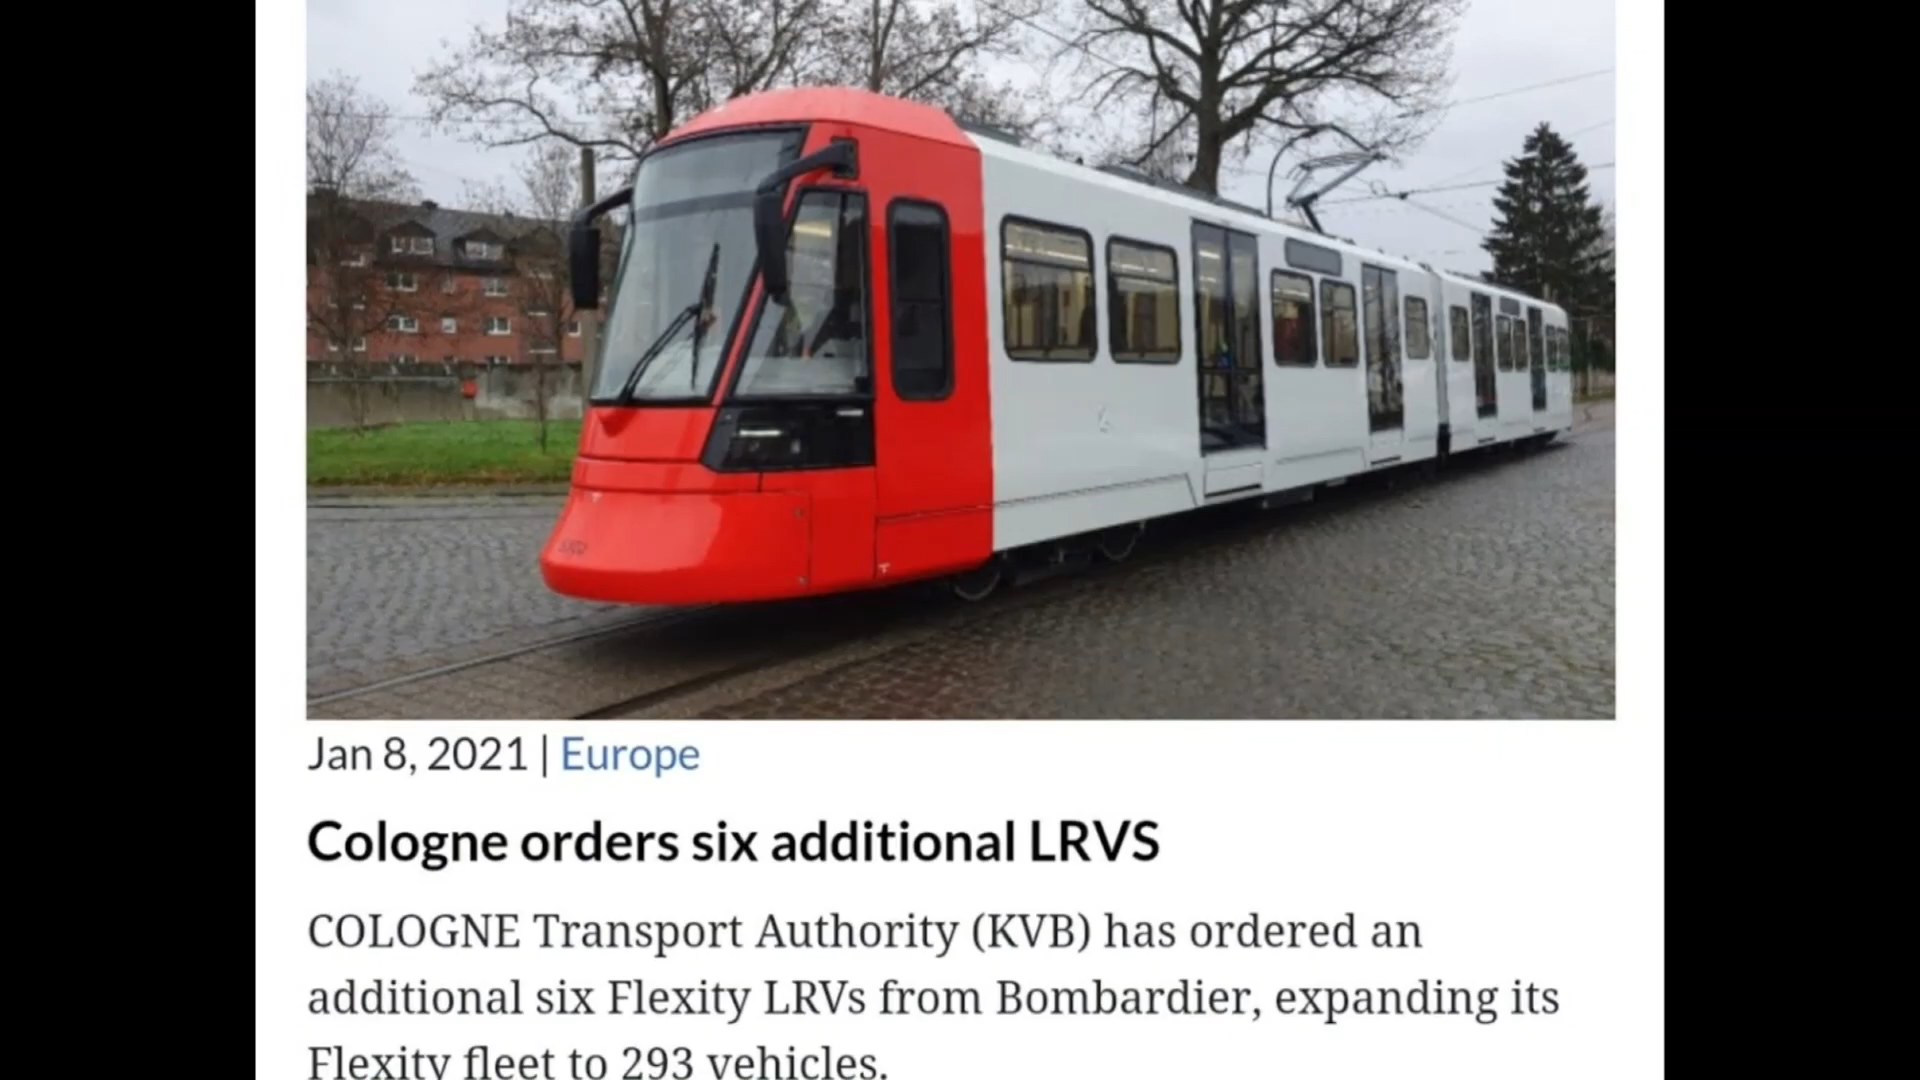 Jan 8, 2021 | Europe
Cologne orders six additional LRVS
COLOGNE Transport Authority (KVB) has ordered an
additional six Flexity LRVs from Bombardier, expanding its
Flexity fleet to 293 vehicles.